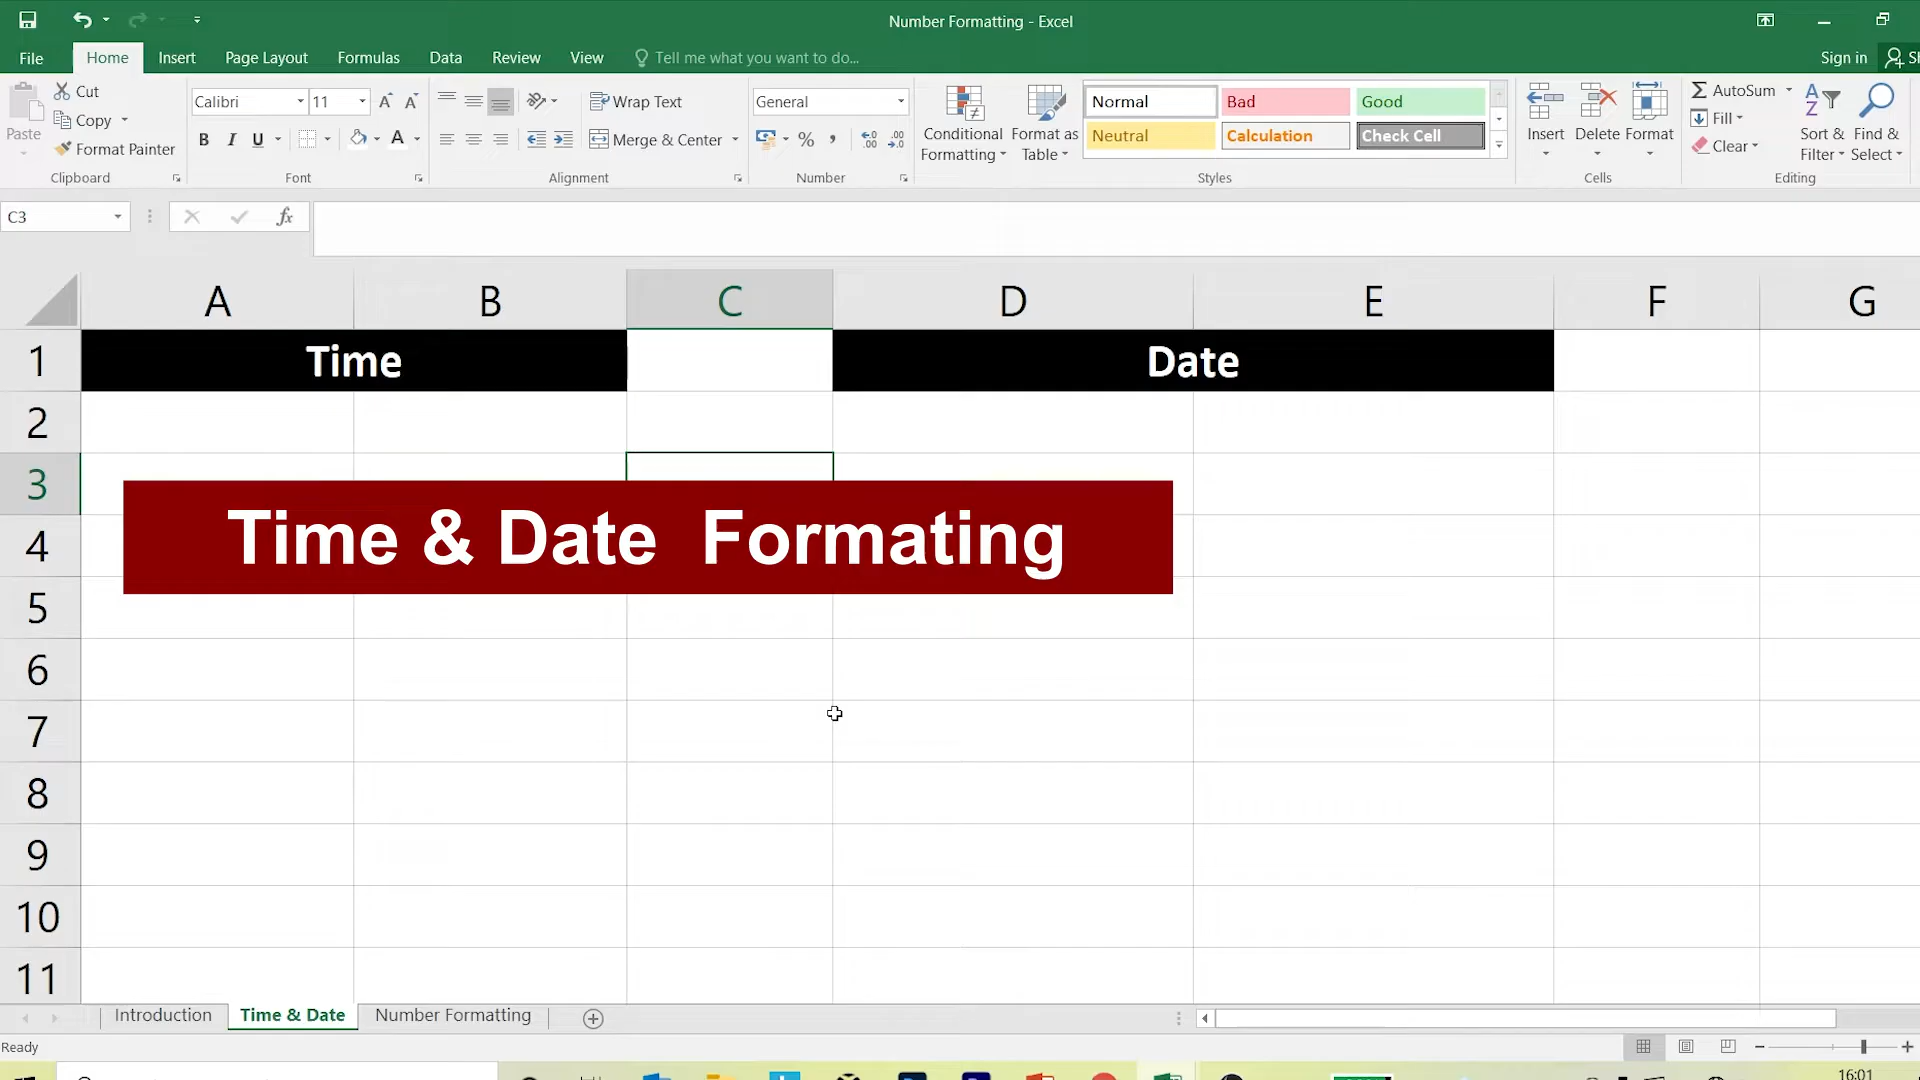 Number Formatting - Excel
File Home Insert Page Layout Formulas Data Review View Tell me what you want to do... Sign in
Cut
Copy
Format Painter
Paste
Clipboard
Calibri 11
B I U
Font
Wrap Text
Merge & Center
Alignment
General
%
Number
Conditional Formatting
Format as Table
Normal Bad Good
Neutral Calculation Check Cell
Styles
Insert Delete Format
Cells
AutoSum
Fill
Clear
Sort & Filter
Find & Select
Editing
C3 fx
A B C D E F G
1 Time Date
2
3
Time & Date Formating
4
5
6
7
8
9
10
11
Introduction Time & Date Number Formatting
Ready
16:01